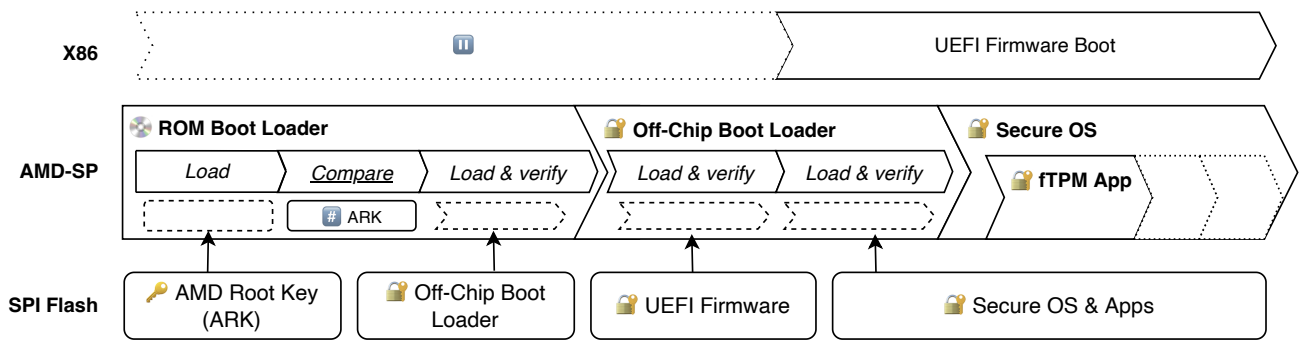 X86
UEFI Firmware Boot
AMD-SP
ROM Boot Loader
Load
Compare
Load & verify
# ARK
Off-Chip Boot Loader
Load & verify
Load & verify
Secure OS
fTPM App
SPI Flash
AMD Root Key
(ARK)
Off-Chip Boot
Loader
UEFI Firmware
Secure OS & Apps